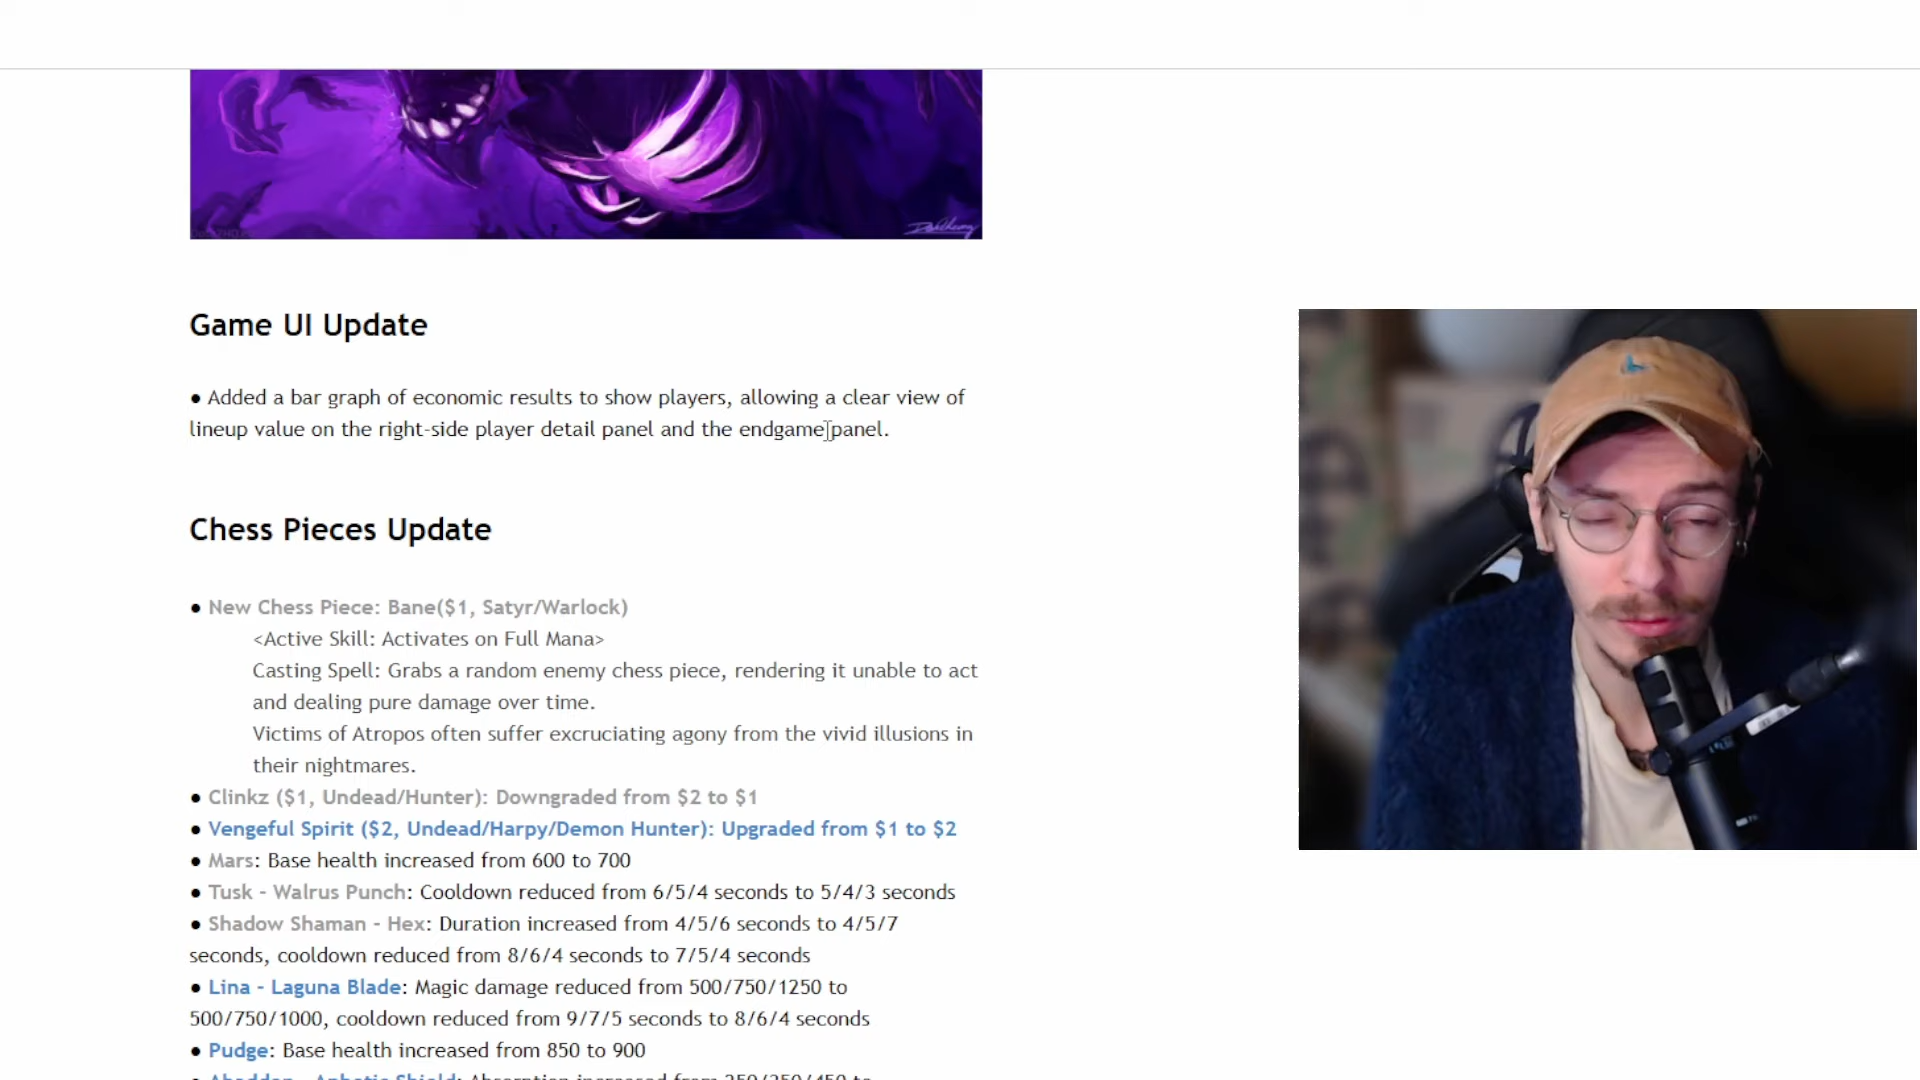 Game UI Update
● Added a bar graph of economic results to show players, allowing a clear view of
lineup value on the right-side player detail panel and the endgame panel.
Chess Pieces Update
● New Chess Piece: Bane($1, Satyr/Warlock)
<Active Skill: Activates on Full Mana>
Casting Spell: Grabs a random enemy chess piece, rendering it unable to act
and dealing pure damage over time.
Victims of Atropos often suffer excruciating agony from the vivid illusions in
their nightmares.
● Clinkz ($1, Undead/Hunter): Downgraded from $2 to $1
● Vengeful Spirit ($2, Undead/Harpy/Demon Hunter): Upgraded from $1 to $2
● Mars: Base health increased from 600 to 700
● Tusk - Walrus Punch: Cooldown reduced from 6/5/4 seconds to 5/4/3 seconds
● Shadow Shaman - Hex: Duration increased from 4/5/6 seconds to 4/5/7
seconds, cooldown reduced from 8/6/4 seconds to 7/5/4 seconds
● Lina - Laguna Blade: Magic damage reduced from 500/750/1250 to
500/750/1000, cooldown reduced from 9/7/5 seconds to 8/6/4 seconds
● Pudge: Base health increased from 850 to 900